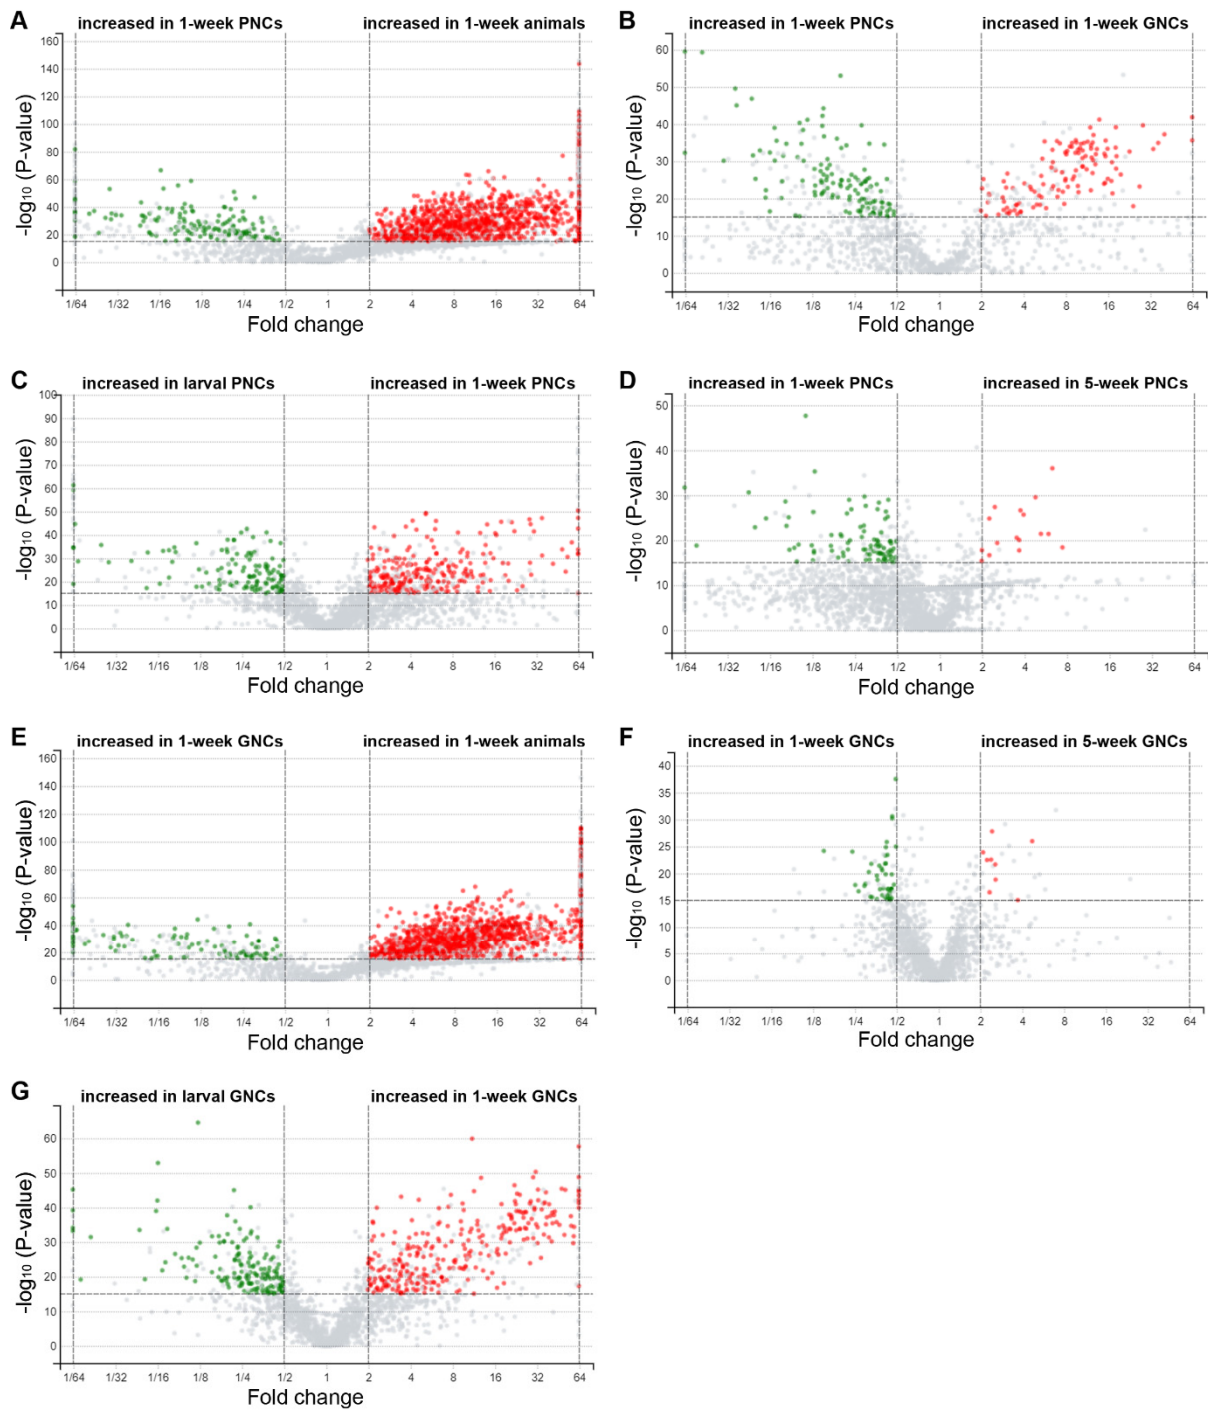 A
increased in 1-week PNCs increased in 1-week animals
160
140
120
100
80
60
40
20
0
-log10 (P-value)
1/64 1/32 1/16 1/8 1/4 1/2 1 2 4 8 16 32 64
Fold change
B
increased in 1-week PNCs increased in 1-week GNCs
60
50
40
30
20
10
0
-log10 (P-value)
1/64 1/32 1/16 1/8 1/4 1/2 1 2 4 8 16 32 64
Fold change
C
increased in larval PNCs increased in 1-week PNCs
100
90
80
70
60
50
40
30
20
10
0
-log10 (P-value)
1/64 1/32 1/16 1/8 1/4 1/2 1 2 4 8 16 32 64
Fold change
D
increased in 1-week PNCs increased in 5-week PNCs
50
40
30
20
10
0
-log10 (P-value)
1/64 1/32 1/16 1/8 1/4 1/2 1 2 4 8 16 32 64
Fold change
E
increased in 1-week GNCs increased in 1-week animals
160
140
120
100
80
60
40
20
0
-log10 (P-value)
1/64 1/32 1/16 1/8 1/4 1/2 1 2 4 8 16 32 64
Fold change
F
increased in 1-week GNCs increased in 5-week GNCs
40
35
30
25
20
15
10
5
0
-log10 (P-value)
1/64 1/32 1/16 1/8 1/4 1/2 1 2 4 8 16 32 64
Fold change
G
increased in larval GNCs increased in 1-week GNCs
60
50
40
30
20
10
0
-log10 (P-value)
1/64 1/32 1/16 1/8 1/4 1/2 1 2 4 8 16 32 64
Fold change